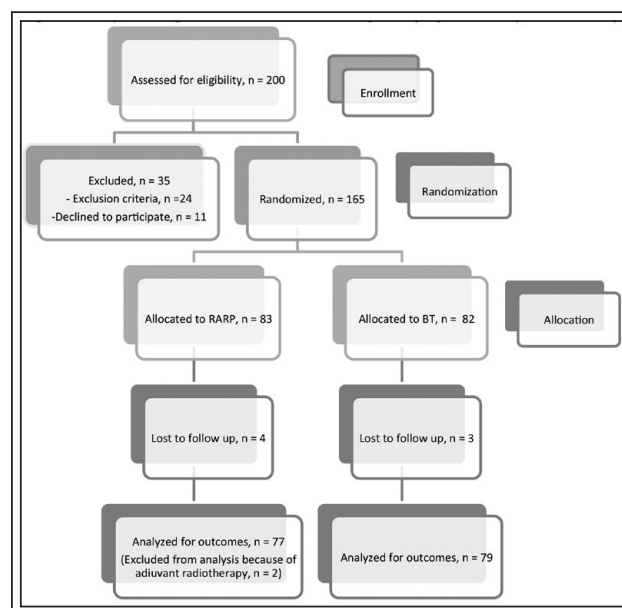 Assessed for eligibility, n = 200
Enrollment
Excluded, n = 35
- Exclusion criteria, n =24
-Declined to participate, n = 11
Randomized, n = 165
Randomization
Allocated to RARP, n = 83
Allocated to BT, n = 82
Allocation
Lost to follow up, n = 4
Lost to follow up, n = 3
Analyzed for outcomes, n = 77
(Excluded from analysis because of
adiuvant radiotherapy, n = 2)
Analyzed for outcomes, n = 79